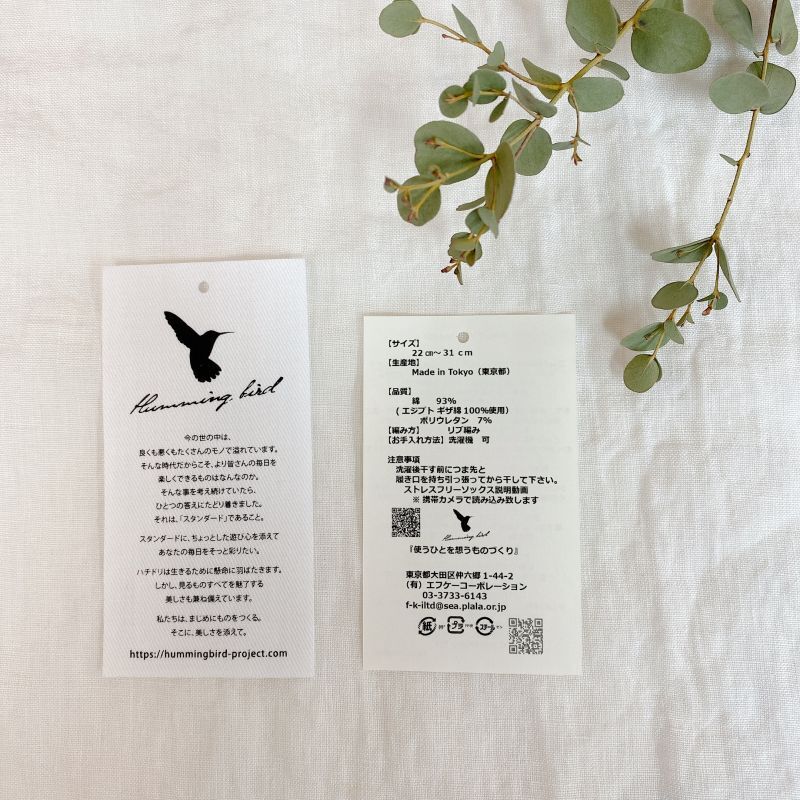 Humming bird
今の世の中は、
良くも悪くもたくさんのモノで溢れています。
そんな時代だからこそ、より皆さんの毎日を
楽しくできるものはなんなのか。
そんな事を考え続けていたら、
ひとつの答えにたどり着きました。
それは、「スタンダード」であること。
スタンダードに、ちょっとした遊び心を添えて
あなたの毎日をそっと彩りたい。
ハチドリは生きるために懸命に羽ばたきます。
しかし、見るものすべてを魅了する
美しさも兼ね備えています。
私たちは、まじめにものをつくる。
そこに、美しさを添えて。
https://hummingbird-project.com
【サイズ】
22㎝～31ｃｍ
【生産地】
Made in Tokyo（東京都）
【品質】
綿 93%
（エジプト ギザ綿100%使用）
ポリウレタン 7%
【編み方】 リブ編み
【お手入れ方法】洗濯機 可
注意事項
洗濯後干す前につま先と
履き口を持ち引っ張ってから干して下さい。
ストレスフリーソックス説明動画
※ 携帯カメラで読み込み致します
Humming bird
『使うひとを想うものづくり』
東京都大田区仲六郷 1-44-2
（有）エフケーコーポレーション
03-3733-6143
f-k-iltd@sea.plala.or.jp
紙 プラ